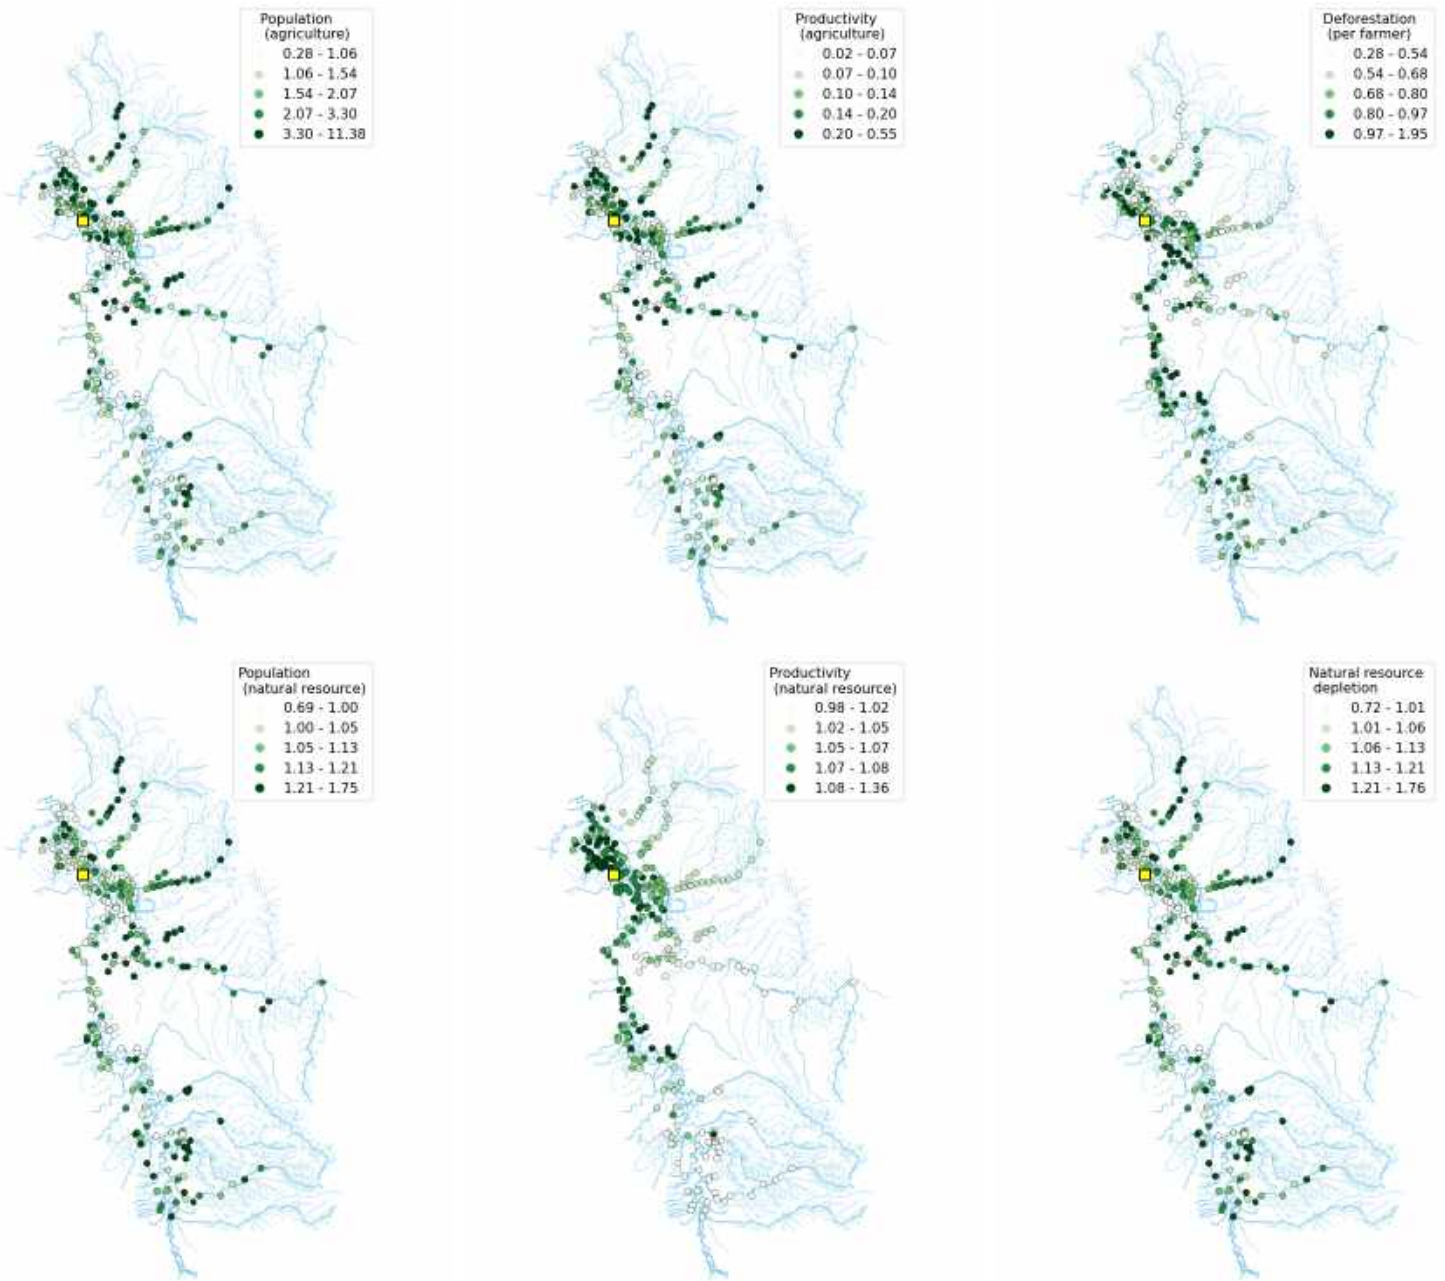 Population
(agriculture)
0.28 - 1.06
1.06 - 1.54
1.54 - 2.07
2.07 - 3.30
3.30 - 11.38
Productivity
(agriculture)
0.02 - 0.07
0.07 - 0.10
0.10 - 0.14
0.14 - 0.20
0.20 - 0.55
Deforestation
(per farmer)
0.28 - 0.54
0.54 - 0.68
0.68 - 0.80
0.80 - 0.97
0.97 - 1.95
Population
(natural resource)
0.69 - 1.00
1.00 - 1.05
1.05 - 1.13
1.13 - 1.21
1.21 - 1.75
Productivity
(natural resource)
0.98 - 1.02
1.02 - 1.05
1.05 - 1.07
1.07 - 1.08
1.08 - 1.36
Natural resource
depletion
0.72 - 1.01
1.01 - 1.06
1.06 - 1.13
1.13 - 1.21
1.21 - 1.76